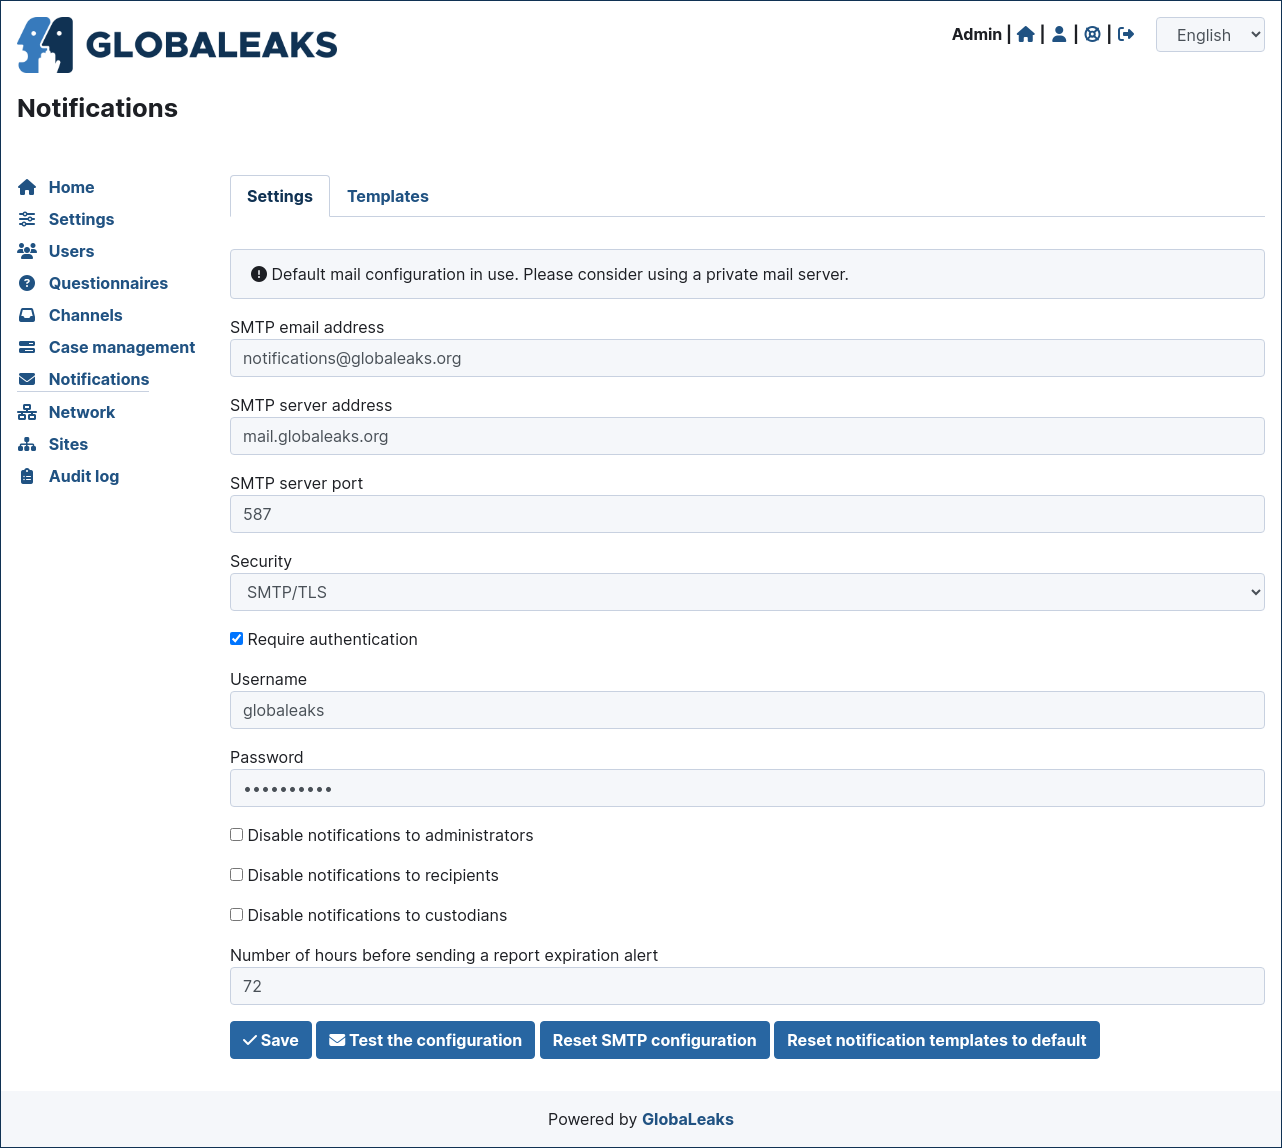 GLOBALEAKS
Admin | | | |
English
Notifications
Home
Settings
Users
Questionnaires
Channels
Case management
Notifications
Network
Sites
Audit log
Settings Templates
Default mail configuration in use. Please consider using a private mail server.
SMTP email address
notifications@globaleaks.org
SMTP server address
mail.globaleaks.org
SMTP server port
587
Security
SMTP/TLS
Require authentication
Username
globaleaks
Password
••••••••••
Disable notifications to administrators
Disable notifications to recipients
Disable notifications to custodians
Number of hours before sending a report expiration alert
72
Save Test the configuration Reset SMTP configuration Reset notification templates to default
Powered by GlobaLeaks